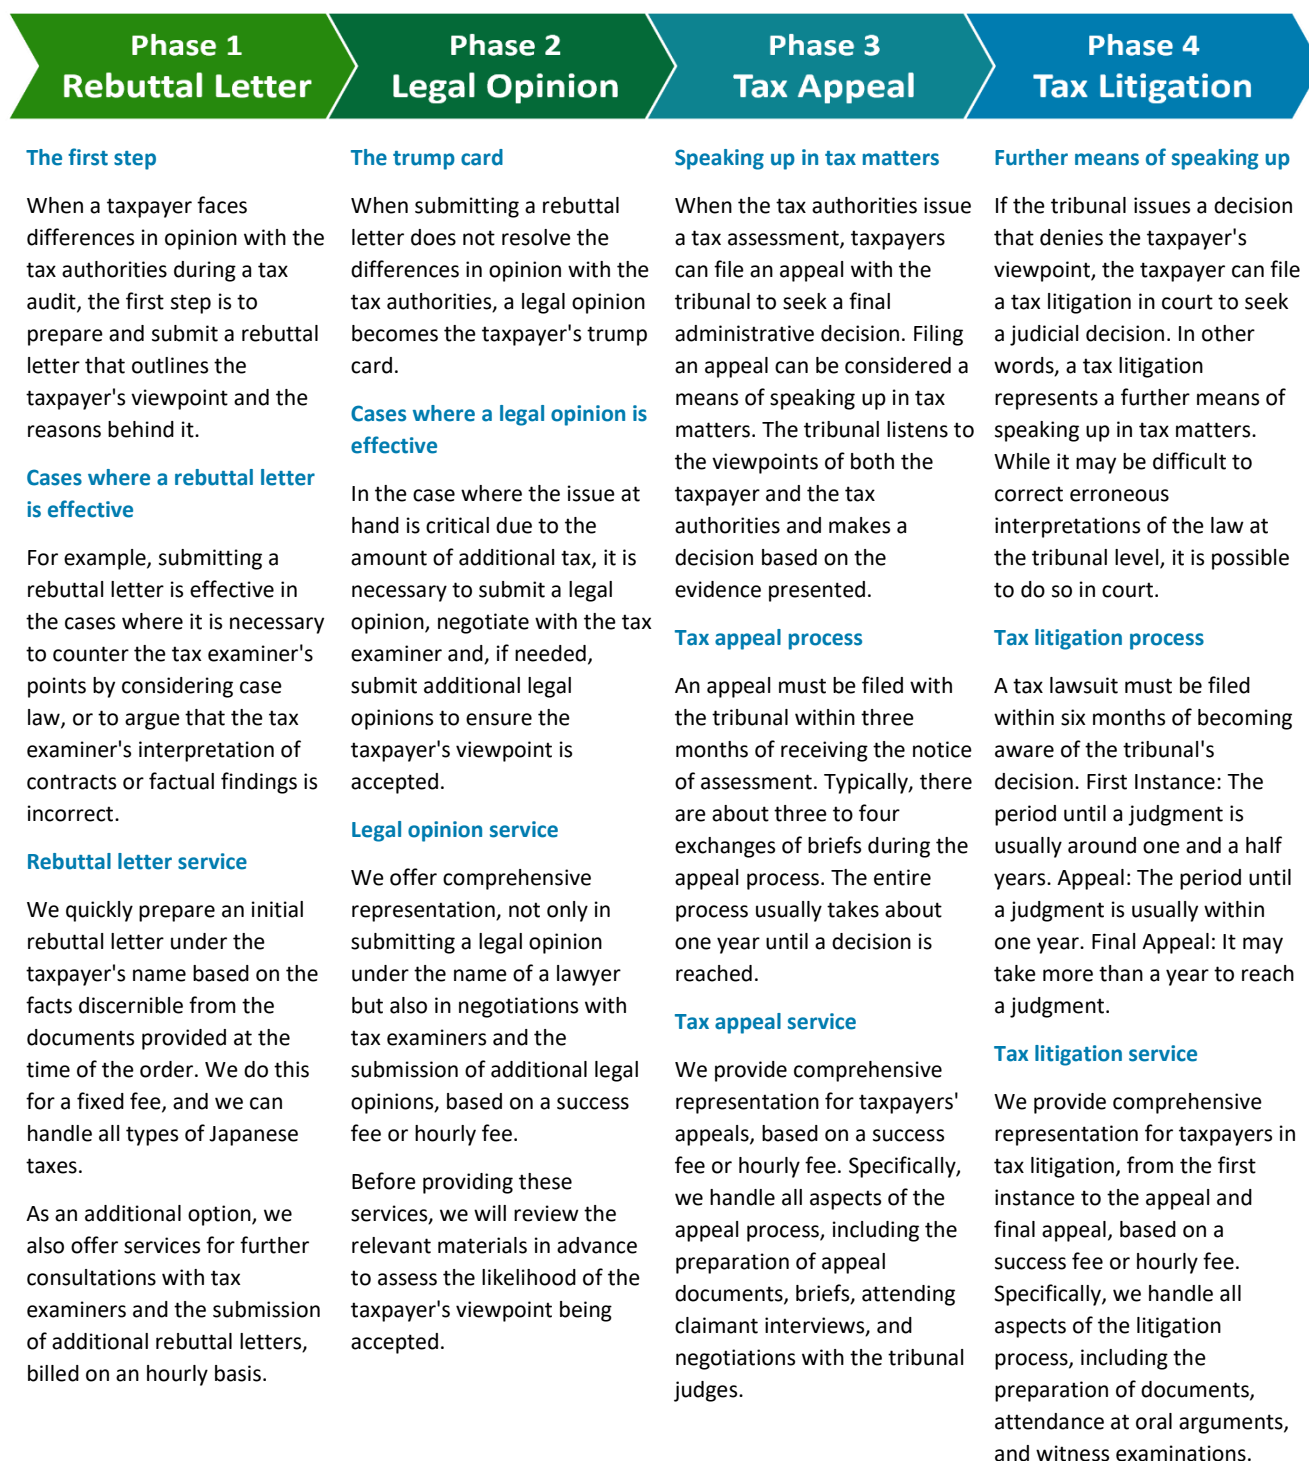 Phase 1
Rebuttal Letter
Phase 2
Legal Opinion
Phase 3
Tax Appeal
Phase 4
Tax Litigation
The first step
When a taxpayer faces
differences in opinion with the
tax authorities during a tax
audit, the first step is to
prepare and submit a rebuttal
letter that outlines the
taxpayer's viewpoint and the
reasons behind it.
Cases where a rebuttal letter
is effective
For example, submitting a
rebuttal letter is effective in
the cases where it is necessary
to counter the tax examiner's
points by considering case
law, or to argue that the tax
examiner's interpretation of
contracts or factual findings is
incorrect.
Rebuttal letter service
We quickly prepare an initial
rebuttal letter under the
taxpayer's name based on the
facts discernible from the
documents provided at the
time of the order. We do this
for a fixed fee, and we can
handle all types of Japanese
taxes.
As an additional option, we
also offer services for further
consultations with tax
examiners and the submission
of additional rebuttal letters,
billed on an hourly basis.
The trump card
When submitting a rebuttal
letter does not resolve the
differences in opinion with the
tax authorities, a legal opinion
becomes the taxpayer's trump
card.
Cases where a legal opinion is
effective
In the case where the issue at
hand is critical due to the
amount of additional tax, it is
necessary to submit a legal
opinion, negotiate with the tax
examiner and, if needed,
submit additional legal
opinions to ensure the
taxpayer's viewpoint is
accepted.
Legal opinion service
We offer comprehensive
representation, not only in
submitting a legal opinion
under the name of a lawyer
but also in negotiations with
tax examiners and the
submission of additional legal
opinions, based on a success
fee or hourly fee.
Before providing these
services, we will review the
relevant materials in advance
to assess the likelihood of the
taxpayer's viewpoint being
accepted.
Speaking up in tax matters
When the tax authorities issue
a tax assessment, taxpayers
can file an appeal with the
tribunal to seek a final
administrative decision. Filing
an appeal can be considered a
means of speaking up in tax
matters. The tribunal listens to
the viewpoints of both the
taxpayer and the tax
authorities and makes a
decision based on the
evidence presented.
Tax appeal process
An appeal must be filed with
the tribunal within three
months of receiving the notice
of assessment. Typically, there
are about three to four
exchanges of briefs during the
appeal process. The entire
process usually takes about
one year until a decision is
reached.
Tax appeal service
We provide comprehensive
representation for taxpayers'
appeals, based on a success
fee or hourly fee. Specifically,
we handle all aspects of the
appeal process, including the
preparation of appeal
documents, briefs, attending
claimant interviews, and
negotiations with the tribunal
judges.
Further means of speaking up
If the tribunal issues a decision
that denies the taxpayer's
viewpoint, the taxpayer can file
a tax litigation in court to seek
a judicial decision. In other
words, a tax litigation
represents a further means of
speaking up in tax matters.
While it may be difficult to
correct erroneous
interpretations of the law at
the tribunal level, it is possible
to do so in court.
Tax litigation process
A tax lawsuit must be filed
within six months of becoming
aware of the tribunal's
decision. First Instance: The
period until a judgment is
usually around one and a half
years. Appeal: The period until
a judgment is usually within
one year. Final Appeal: It may
take more than a year to reach
a judgment.
Tax litigation service
We provide comprehensive
representation for taxpayers in
tax litigation, from the first
instance to the appeal and
final appeal, based on a
success fee or hourly fee.
Specifically, we handle all
aspects of the litigation
process, including the
preparation of documents,
attendance at oral arguments,
and witness examinations.